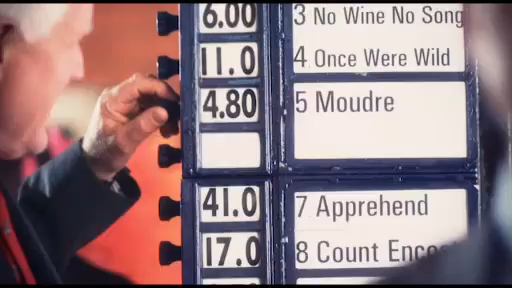 6.00 3 No Wine No Song
11.0 4 Once Were Wild
4.80 5 Moudre
41.0 7 Apprehend
17.0 8 Count